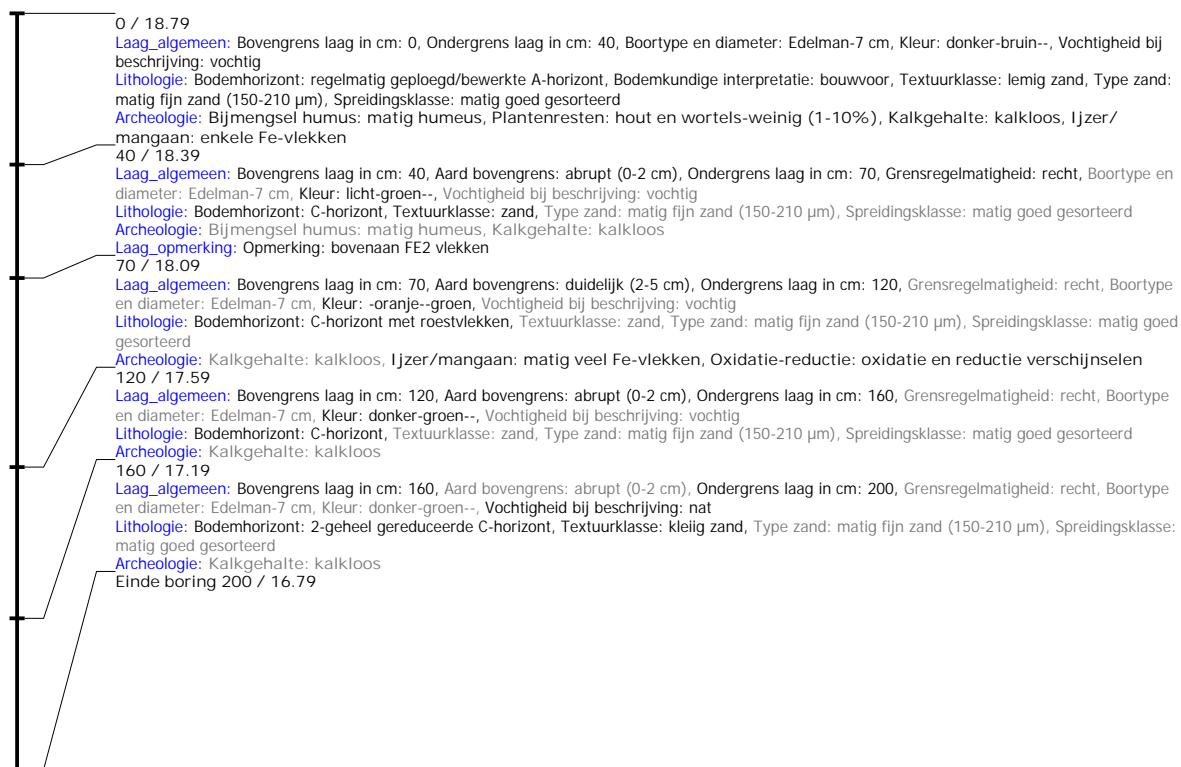 0 / 18.79
Laag_algemeen: Bovengrens laag in cm: 0, Ondergrens laag in cm: 40, Boortype en diameter: Edelman-7 cm, Kleur: donker-bruin--, Vochtigheid bij
beschrijving: vochtig
Lithologie: Bodemhorizont: regelmatig geploegd/bewerkte A-horizont, Bodemkundige interpretatie: bouwvoor, Textuurklasse: lemig zand, Type zand:
matig fijn zand (150-210 µm), Spreidingsklasse: matig goed gesorteerd
Archeologie: Bijmengsel humus: matig humeus, Plantenresten: hout en wortels-weinig (1-10%), Kalkgehalte: kalkloos, Ijzer/
mangaan: enkele Fe-vlekken
40 / 18.39
Laag_algemeen: Bovengrens laag in cm: 40, Aard bovengrens: abrupt (0-2 cm), Ondergrens laag in cm: 70, Grensregelmatigheid: recht, Boortype en
diameter: Edelman-7 cm, Kleur: licht-groen--, Vochtigheid bij beschrijving: vochtig
Lithologie: Bodemhorizont: C-horizont, Textuurklasse: zand, Type zand: matig fijn zand (150-210 µm), Spreidingsklasse: matig goed gesorteerd
Archeologie: Bijmengsel humus: matig humeus, Kalkgehalte: kalkloos
Laag_opmerking: Opmerking: bovenaan FE2 vlekken
70 / 18.09
Laag_algemeen: Bovengrens laag in cm: 70, Aard bovengrens: duidelijk (2-5 cm), Ondergrens laag in cm: 120, Grensregelmatigheid: recht, Boortype
en diameter: Edelman-7 cm, Kleur: -oranje--groen, Vochtigheid bij beschrijving: vochtig
Lithologie: Bodemhorizont: C-horizont met roestvlekken, Textuurklasse: zand, Type zand: matig fijn zand (150-210 µm), Spreidingsklasse: matig goed
gesorteerd
Archeologie: Kalkgehalte: kalkloos, Ijzer/mangaan: matig veel Fe-vlekken, Oxidatie-reductie: oxidatie en reductie verschijnselen
120 / 17.59
Laag_algemeen: Bovengrens laag in cm: 120, Aard bovengrens: abrupt (0-2 cm), Ondergrens laag in cm: 160, Grensregelmatigheid: recht, Boortype
en diameter: Edelman-7 cm, Kleur: donker-groen--, Vochtigheid bij beschrijving: vochtig
Lithologie: Bodemhorizont: C-horizont, Textuurklasse: zand, Type zand: matig fijn zand (150-210 µm), Spreidingsklasse: matig goed gesorteerd
Archeologie: Kalkgehalte: kalkloos
160 / 17.19
Laag_algemeen: Bovengrens laag in cm: 160, Aard bovengrens: abrupt (0-2 cm), Ondergrens laag in cm: 200, Grensregelmatigheid: recht, Boortype
en diameter: Edelman-7 cm, Kleur: donker-groen--, Vochtigheid bij beschrijving: nat
Lithologie: Bodemhorizont: 2-geheel gereduceerde C-horizont, Textuurklasse: kleiig zand, Type zand: matig fijn zand (150-210 µm), Spreidingsklasse:
matig goed gesorteerd
Archeologie: Kalkgehalte: kalkloos
Einde boring 200 / 16.79